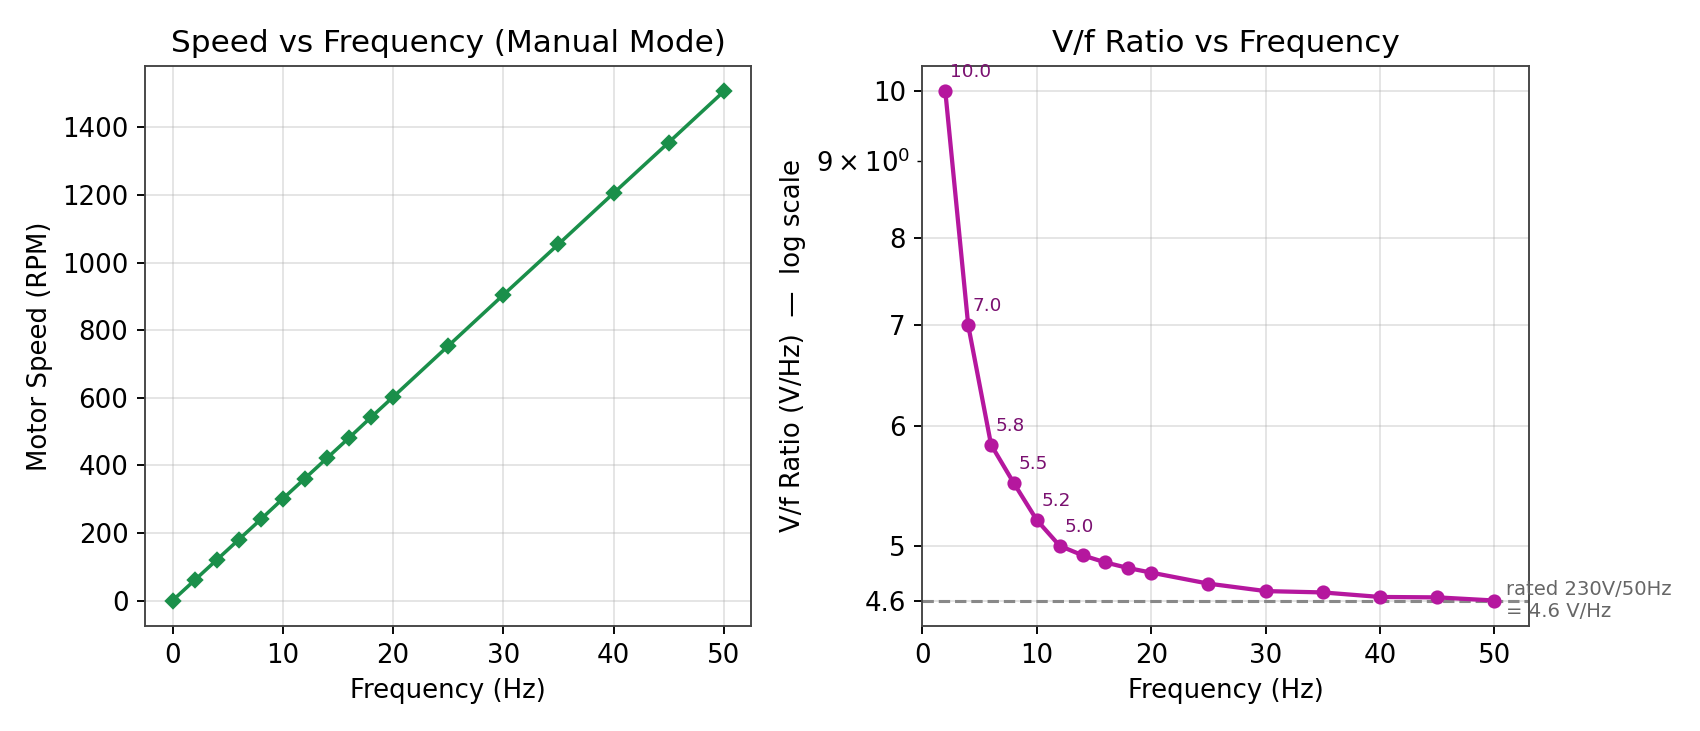 Speed vs Frequency (Manual Mode)
Motor Speed (RPM)
1400
1200
1000
800
600
400
200
0
0 10 20 30 40 50
Frequency (Hz)
V/f Ratio vs Frequency
V/f Ratio (V/Hz) — log scale
10
9 × 10⁰
8
7
6
5
4.6
10.0
7.0
5.8
5.5
5.2
5.0
rated 230V/50Hz
= 4.6 V/Hz
0 10 20 30 40 50
Frequency (Hz)